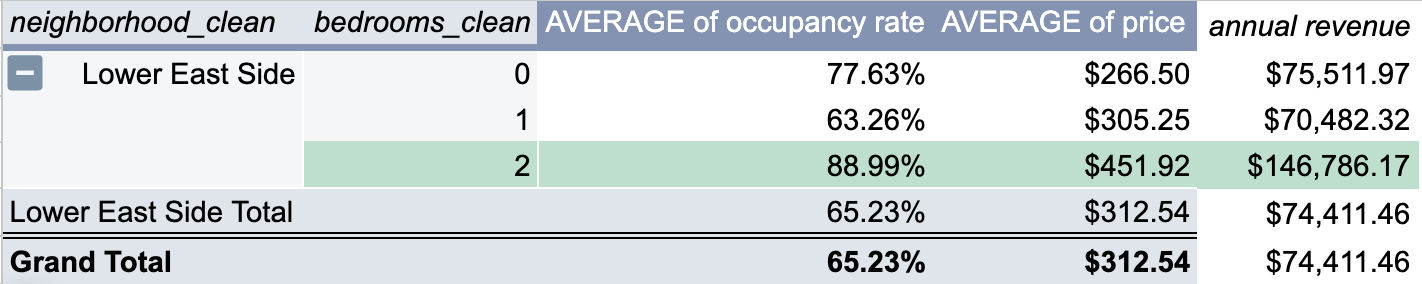 neighborhood_clean bedrooms_clean AVERAGE of occupancy rate AVERAGE of price annual revenue
Lower East Side 0 77.63% $266.50 $75,511.97
1 63.26% $305.25 $70,482.32
2 88.99% $451.92 $146,786.17
Lower East Side Total 65.23% $312.54 $74,411.46
Grand Total 65.23% $312.54 $74,411.46